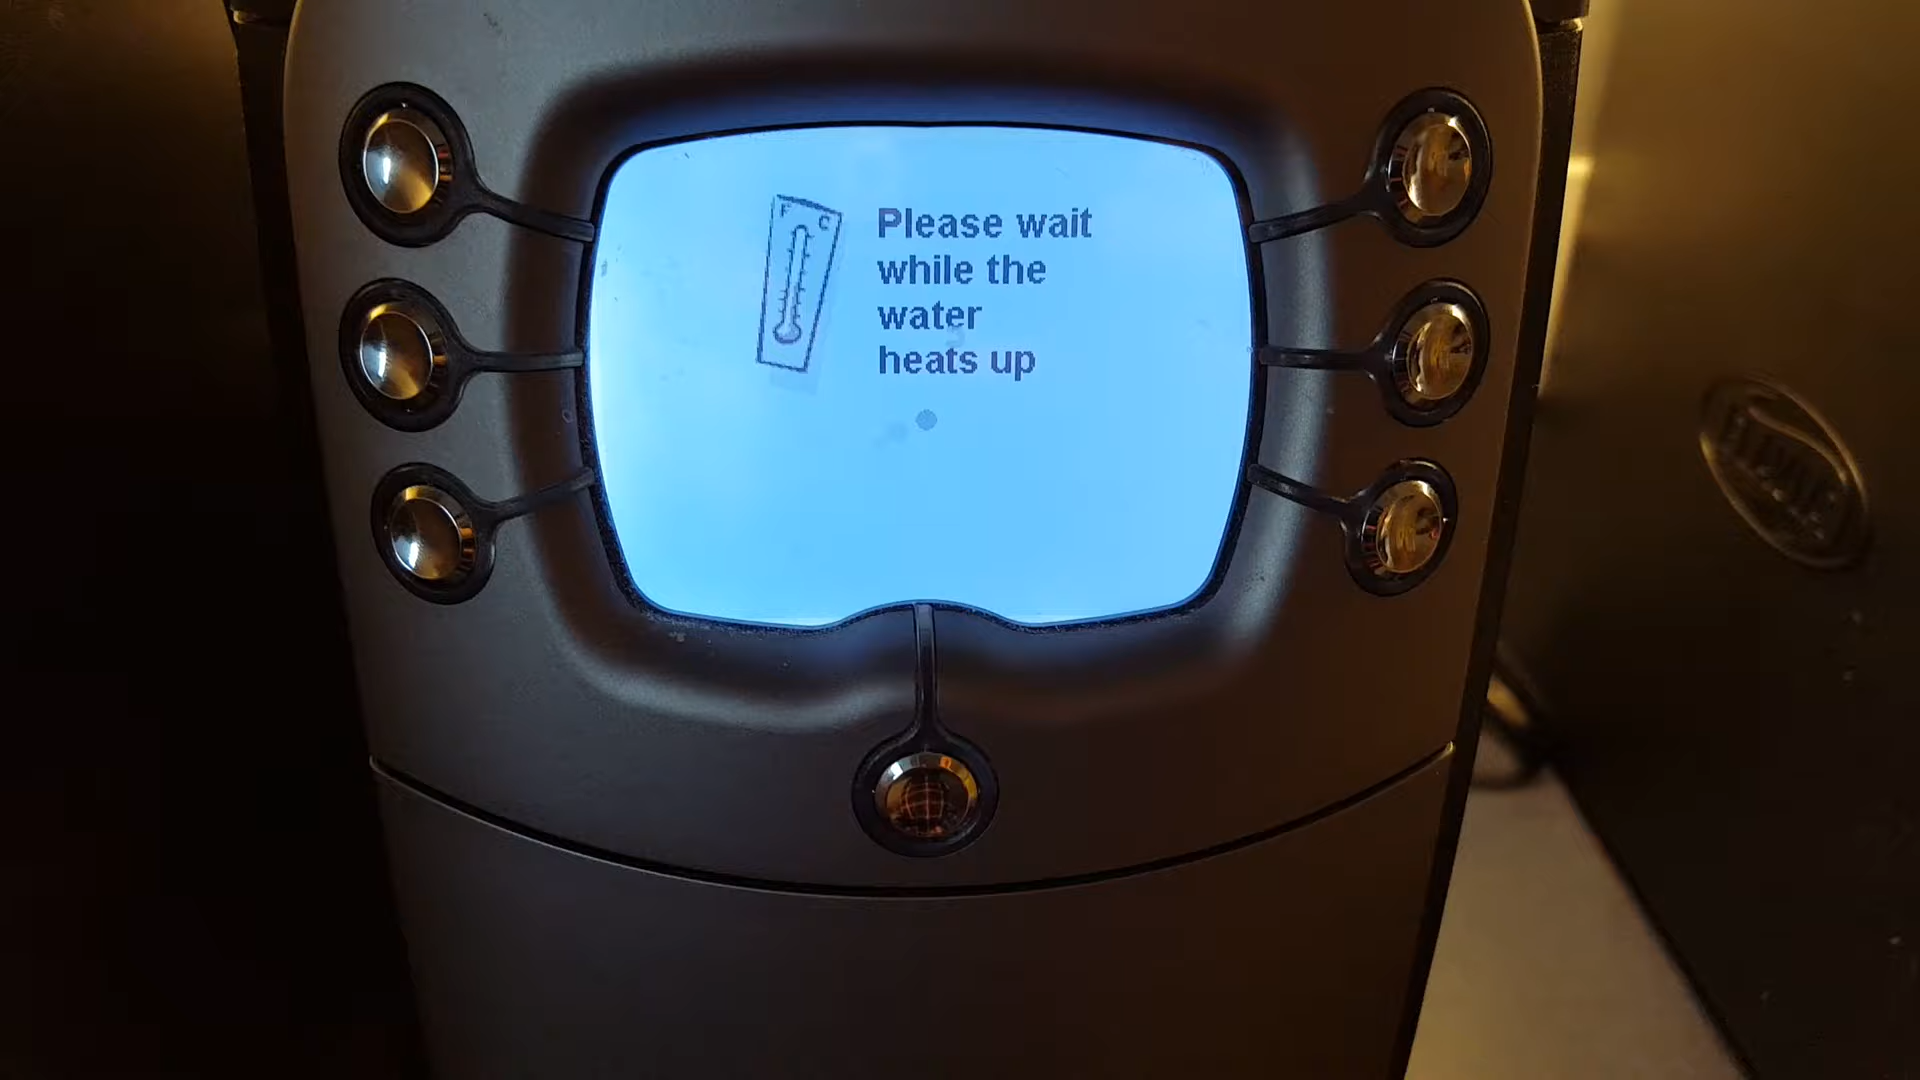 F C
Please wait
while the
water
heats up